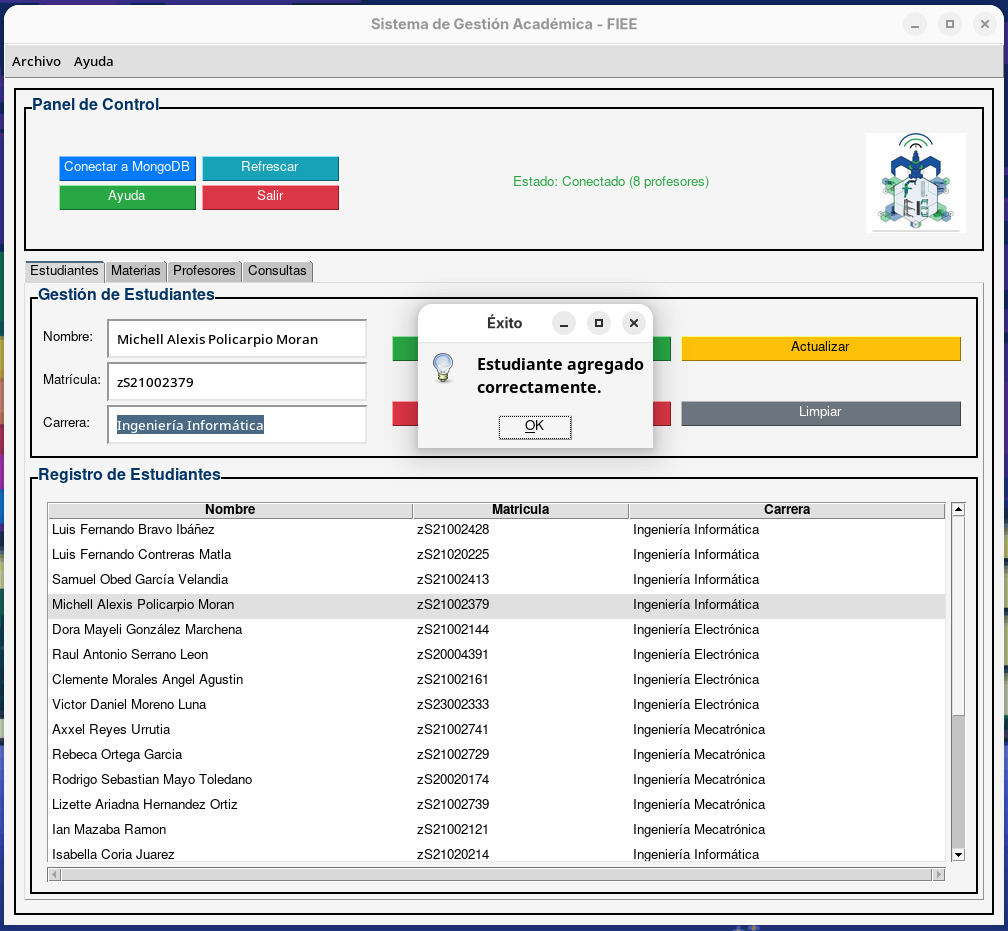 Sistema de Gestión Académica - FIEE
Archivo Ayuda
Panel de Control
Conectar a MongoDB Refrescar
Ayuda Salir
Estado: Conectado (8 profesores)
Estudiantes Materias Profesores Consultas
Gestión de Estudiantes
Nombre: Michell Alexis Policarpio Moran
Matrícula: zS21002379
Carrera: Ingeniería Informática
Actualizar
Limpiar
Éxito
Estudiante agregado
correctamente.
OK
Registro de Estudiantes
Nombre Matricula Carrera
Luis Fernando Bravo Ibáñez zS21002428 Ingeniería Informática
Luis Fernando Contreras Matla zS21020225 Ingeniería Informática
Samuel Obed García Velandia zS21002413 Ingeniería Informática
Michell Alexis Policarpio Moran zS21002379 Ingeniería Informática
Dora Mayeli González Marchena zS21002144 Ingeniería Electrónica
Raul Antonio Serrano Leon zS20004391 Ingeniería Electrónica
Clemente Morales Angel Agustin zS21002161 Ingeniería Electrónica
Victor Daniel Moreno Luna zS23002333 Ingeniería Electrónica
Axxel Reyes Urrutia zS21002741 Ingeniería Mecatrónica
Rebeca Ortega Garcia zS21002729 Ingeniería Mecatrónica
Rodrigo Sebastian Mayo Toledano zS20020174 Ingeniería Mecatrónica
Lizette Ariadna Hernandez Ortiz zS21002739 Ingeniería Mecatrónica
Ian Mazaba Ramon zS21002121 Ingeniería Mecatrónica
Isabella Coria Juarez zS21020214 Ingeniería Informática